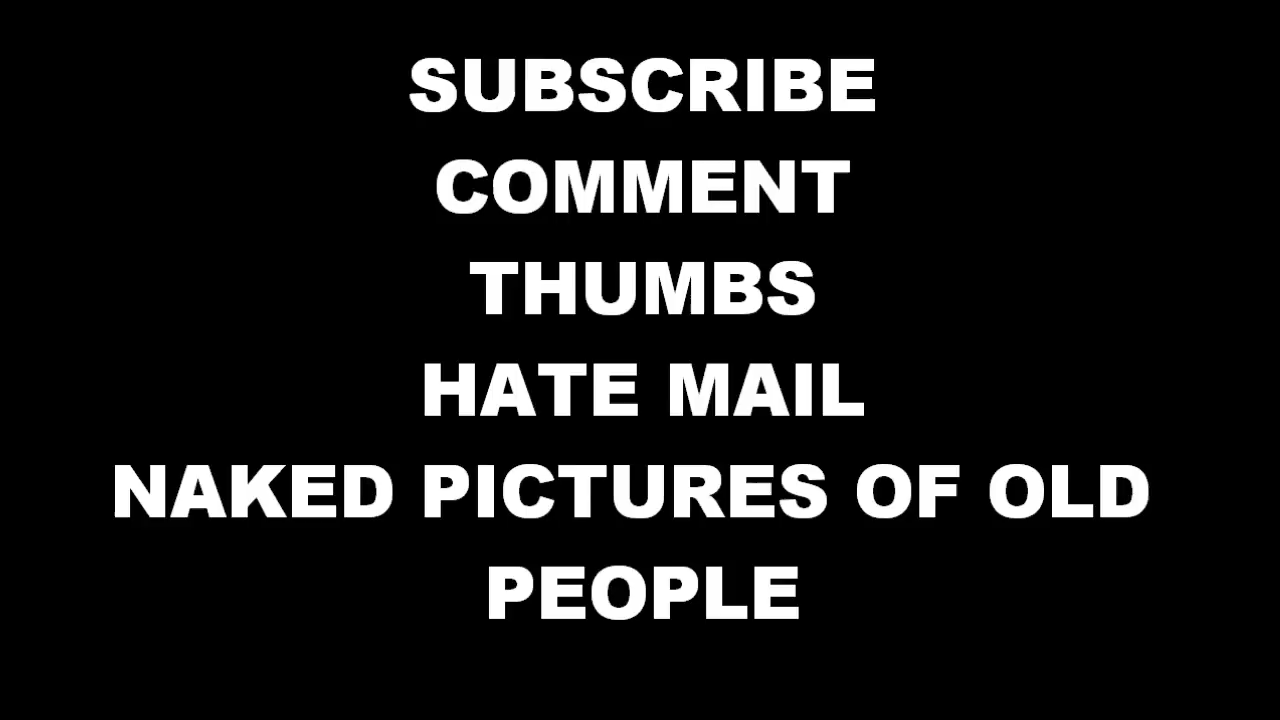 SUBSCRIBE
COMMENT
THUMBS
HATE MAIL
NAKED PICTURES OF OLD
PEOPLE